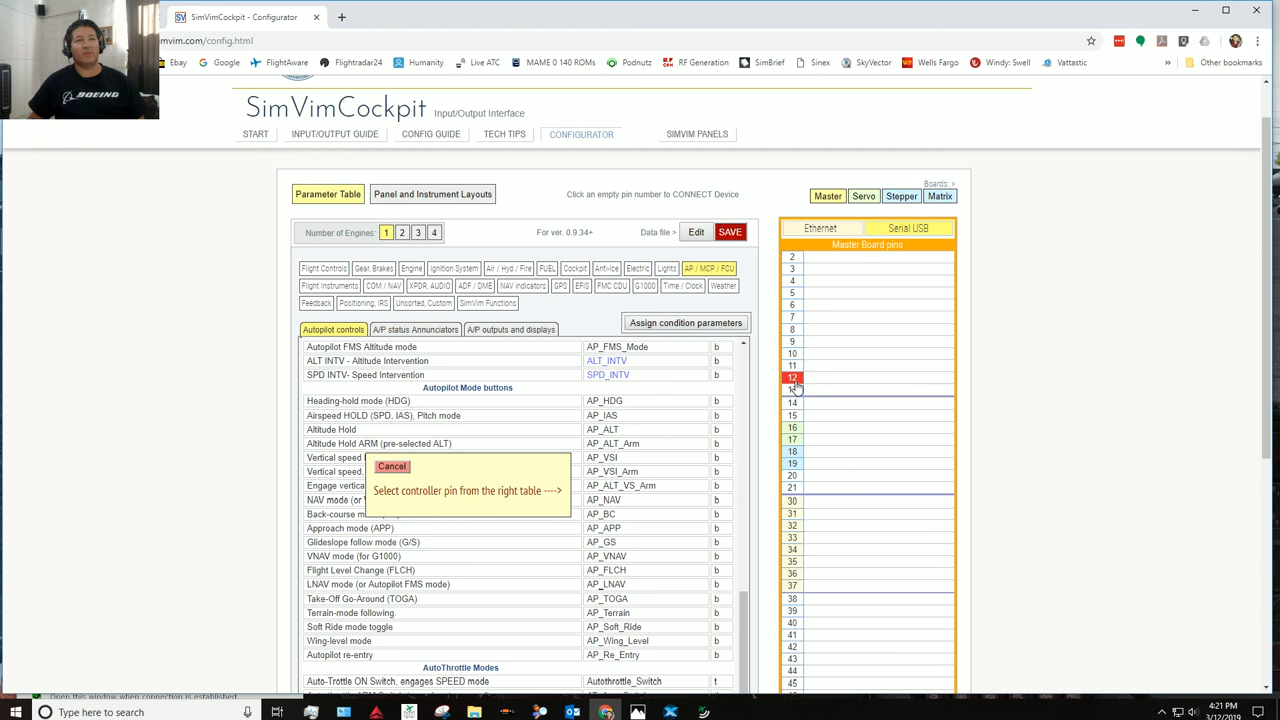 SimVimCockpit - Configurator
vim.com/config.html
BOEING
Ebay Google FlightAware Flightradar24 Humanity Live ATC MAME 0 140 ROMs Podnutz RF Generation SimBrief Sinex SkyVector Wells Fargo Windy: Swell Vattastic » Other bookmarks
SimVimCockpit Input/Output Interface
START INPUT/OUTPUT GUIDE CONFIG GUIDE TECH TIPS CONFIGURATOR SIMVIM PANELS
Boards: >
Parameter Table Panel and Instrument Layouts Click an empty pin number to CONNECT Device Master Servo Stepper Matrix
Number of Engines: 1 2 3 4 For ver. 0.9.34+ Data file > Edit SAVE
Ethernet Serial USB
Master Board pins
Flight Controls Gear, Brakes Engine Ignition System Air / Hyd / Fire FUEL Cockpit Anti-Ice Electric Lights AP / MCP / FCU
Flight Instruments COM / NAV XPDR, AUDIO ADF / DME NAV indicators GPS EFIS FMC CDU G1000 Time / Clock Weather
Feedback Positioning, IRS Unsorted, Custom SimVim Functions
Assign condition parameters
Autopilot controls A/P status Annunciators A/P outputs and displays
Autopilot FMS Altitude mode AP_FMS_Mode b
ALT INTV - Altitude Intervention ALT_INTV b
SPD INTV- Speed Intervention SPD_INTV b
Autopilot Mode buttons
Heading-hold mode (HDG) AP_HDG b
Airspeed HOLD (SPD, IAS), Pitch mode AP_IAS b
Altitude Hold AP_ALT b
Altitude Hold ARM (pre-selected ALT) AP_ALT_Arm b
Vertical speed AP_VSI b
Vertical speed, AP_VSI_Arm b
Engage vertica AP_ALT_VS_Arm b
NAV mode (or AP_NAV b
Back-course m AP_BC b
Approach mode (APP) AP_APP b
Glideslope follow mode (G/S) AP_GS b
VNAV mode (for G1000) AP_VNAV b
Flight Level Change (FLCH) AP_FLCH b
LNAV mode (or Autopilot FMS mode) AP_LNAV b
Take-Off Go-Around (TOGA) AP_TOGA b
Terrain-mode following. AP_Terrain b
Soft Ride mode toggle AP_Soft_Ride b
Wing-level mode AP_Wing_Level b
Autopilot re-entry AP_Re_Entry b
AutoThrottle Modes
Auto-Trottle ON Switch, engages SPEED mode Autothrottle_Switch t
Cancel
Select controller pin from the right table ---->
2
3
4
5
6
7
8
9
10
11
12
14
15
16
17
18
19
20
21
30
31
32
33
34
35
36
37
38
39
40
41
42
43
44
45
Open this window when connection is established
Type here to search
4:21 PM
3/12/2019